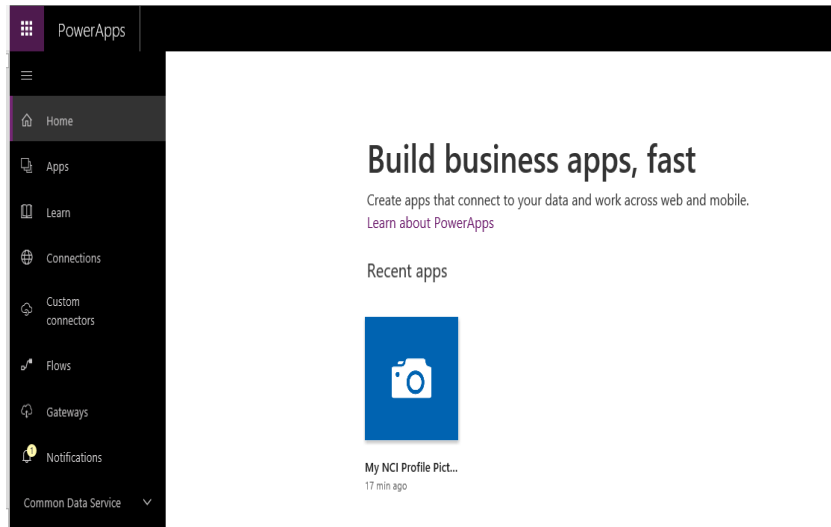 PowerApps
Home
Apps
Learn
Connections
Custom
connectors
Flows
Gateways
1
Notifications
Common Data Service
Build business apps, fast
Create apps that connect to your data and work across web and mobile.
Learn about PowerApps
Recent apps
My NCI Profile Pict...
17 min ago